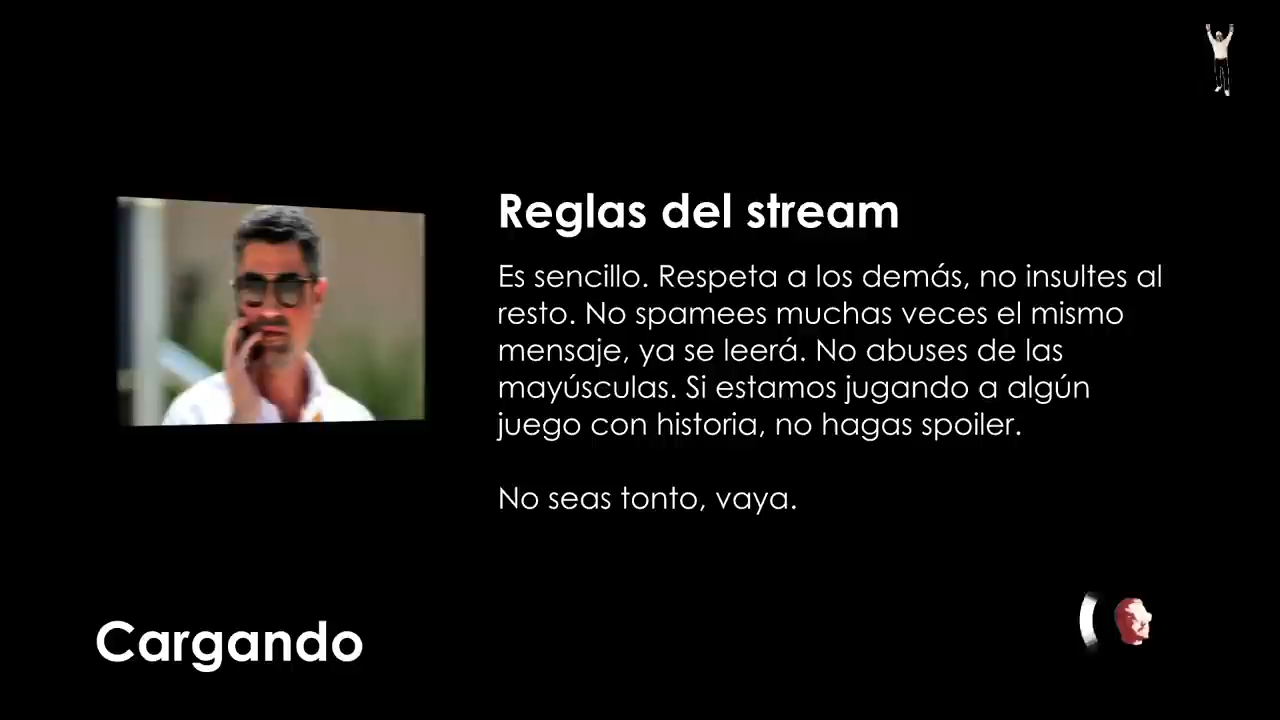 Reglas del stream
Es sencillo. Respeta a los demás, no insultes al
resto. No spamees muchas veces el mismo
mensaje, ya se leerá. No abuses de las
mayúsculas. Si estamos jugando a algún
juego con historia, no hagas spoiler.
No seas tonto, vaya.
Cargando